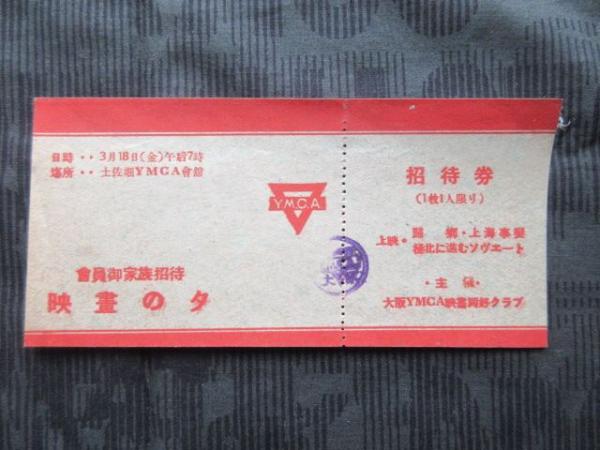 日時・・3月18日(金)午后7時
場所・・土佐堀YMCA會館
Y.M.C.A
會員御家族招待
映畫の夕
招待券
(1枚1人限り)
上映・
・上海事變
極北に進むソヴエート
・主催・
大阪YMCA映畫同好クラブ